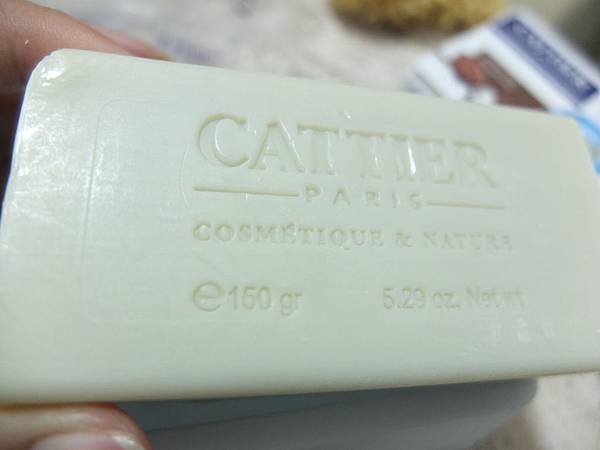 CATTIER
PARIS
COSMÉTIQUE & NATURE
e 150 gr 5.29 oz. Net wt